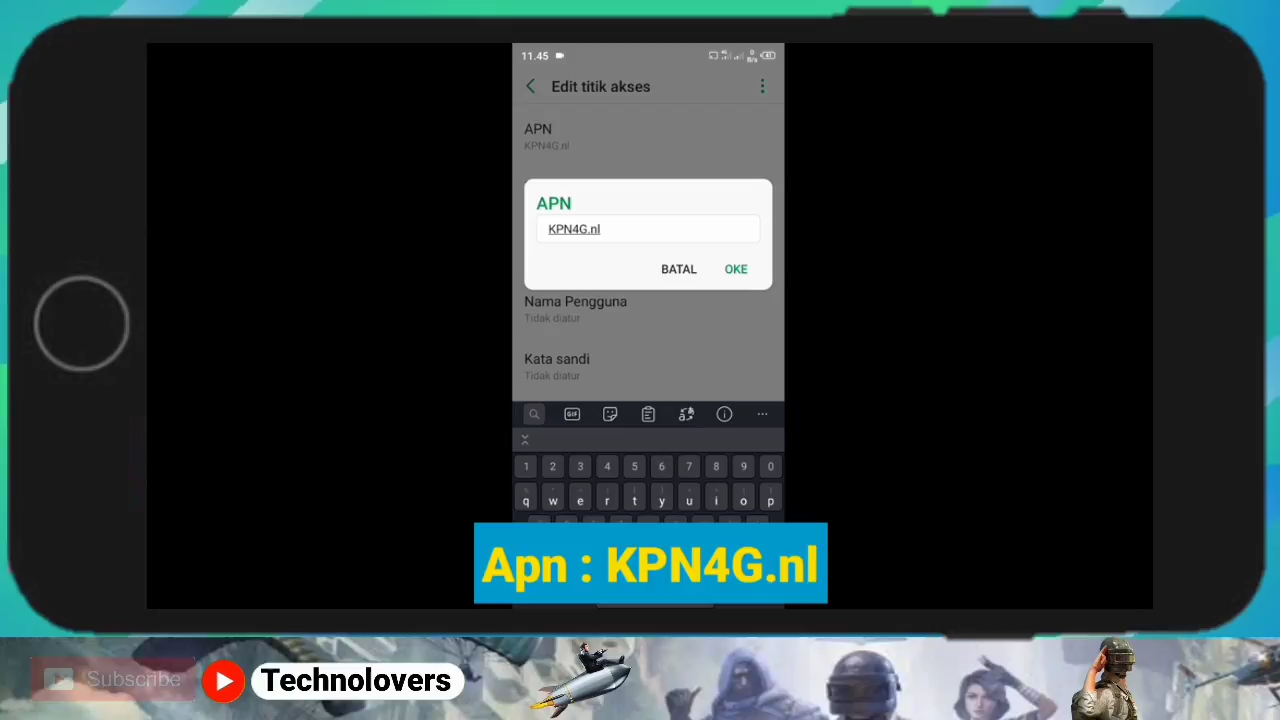 11.45
Edit titik akses
APN
KPN4G.nl
APN
KPN4G.nl
BATAL
OKE
Nama Pengguna
Tidak diatur
Kata sandi
Tidak diatur
GIF
1 2 3 4 5 6 7 8 9 0
q w e r t y u i o p
Apn : KPN4G.nl
Subscribe
Technolovers